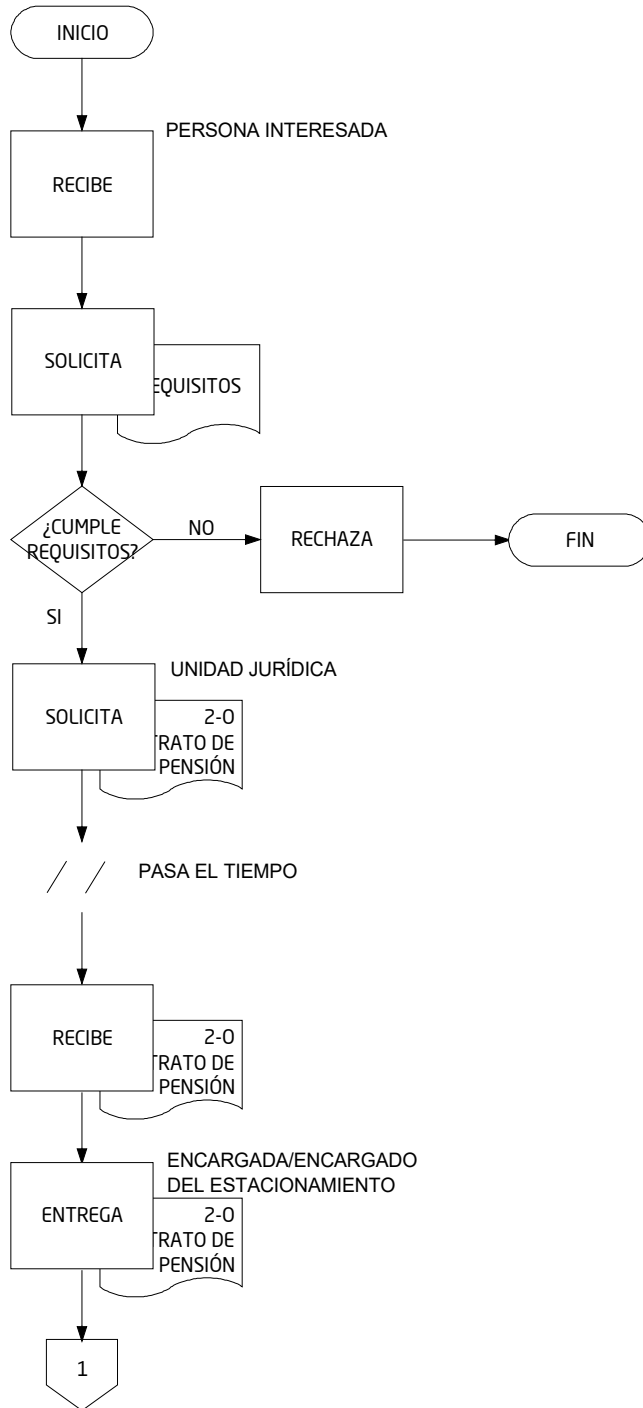 INICIO
PERSONA INTERESADA
RECIBE
SOLICITA
EQUISITOS
¿CUMPLE
REQUISITOS?
NO
RECHAZA
FIN
SI
UNIDAD JURÍDICA
SOLICITA
2-0
TRATO DE
PENSIÓN
/ /
PASA EL TIEMPO
RECIBE
2-0
TRATO DE
PENSIÓN
ENCARGADA/ENCARGADO
DEL ESTACIONAMIENTO
ENTREGA
2-0
TRATO DE
PENSIÓN
1